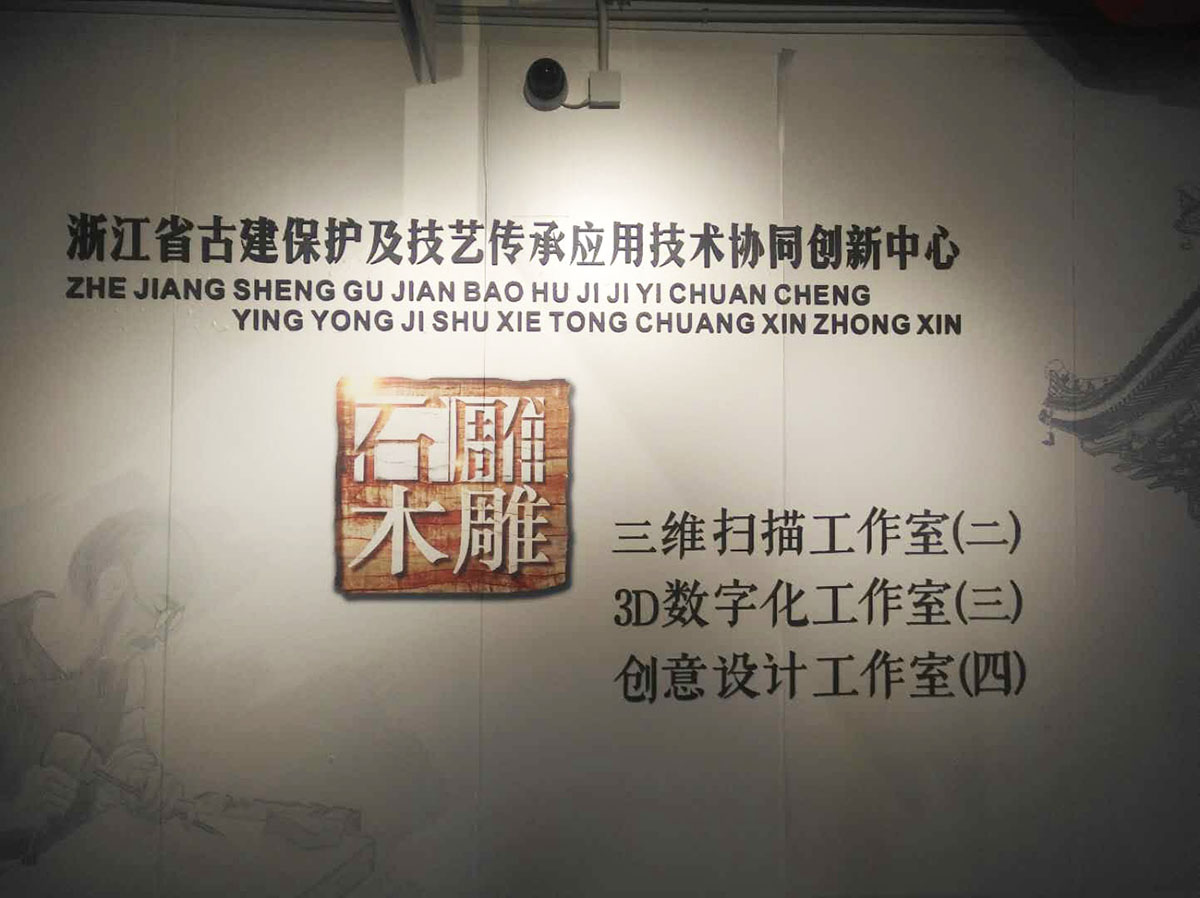 浙江省古建保护及技艺传承应用技术协同创新中心
ZHE JIANG SHENG GU JIAN BAO HU JI JI YI CHUAN CHENG
YING YONG JI SHU XIE TONG CHUANG XIN ZHONG XIN
石雕
木雕
三维扫描工作室(二)
3D数字化工作室(三)
创意设计工作室(四)